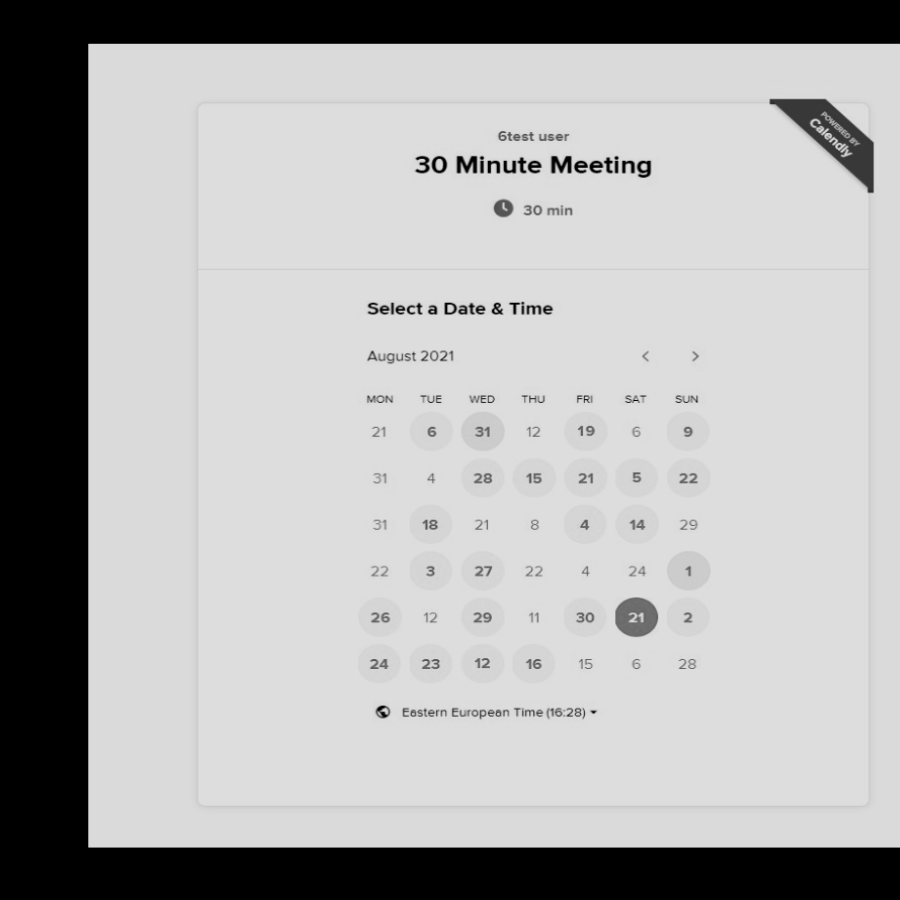 6test user
POWERED BY
Calendly
30 Minute Meeting
30 min
Select a Date & Time
August 2021
MON TUE WED THU FRI SAT SUN
21 6 31 12 19 6 9
31 4 28 15 21 5 22
31 18 21 8 4 14 29
22 3 27 22 4 24 1
26 12 29 11 30 21 2
24 23 12 16 15 6 28
Eastern European Time (16:28)